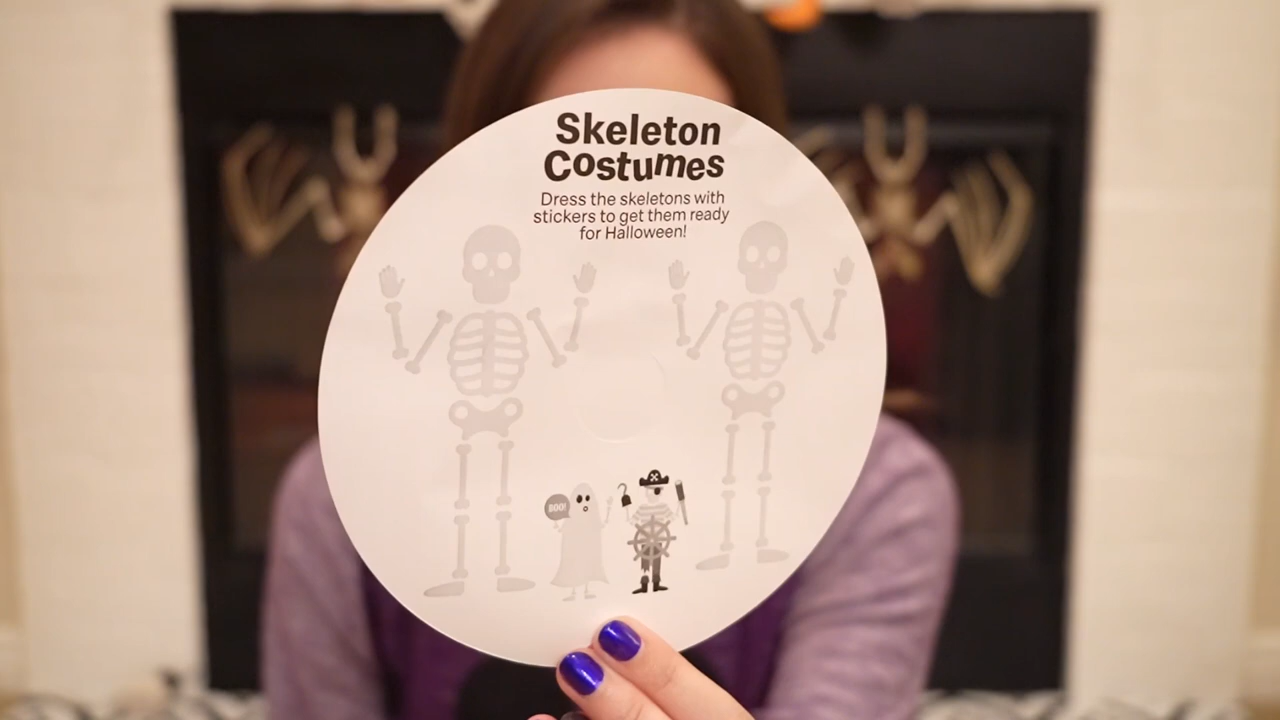 Skeleton
Costumes
Dress the skeletons with
stickers to get them ready
for Halloween!
BOO!